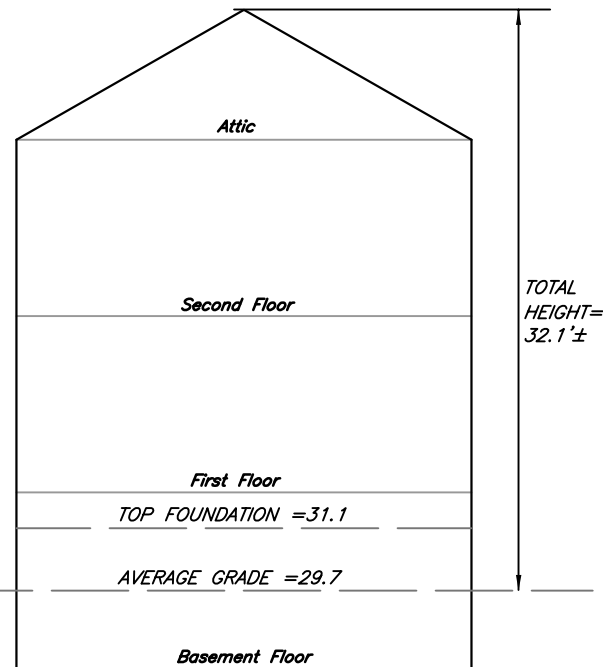 Attic
Second Floor
TOTAL
HEIGHT=
32.1'±
First Floor
TOP FOUNDATION =31.1
AVERAGE GRADE =29.7
Basement Floor